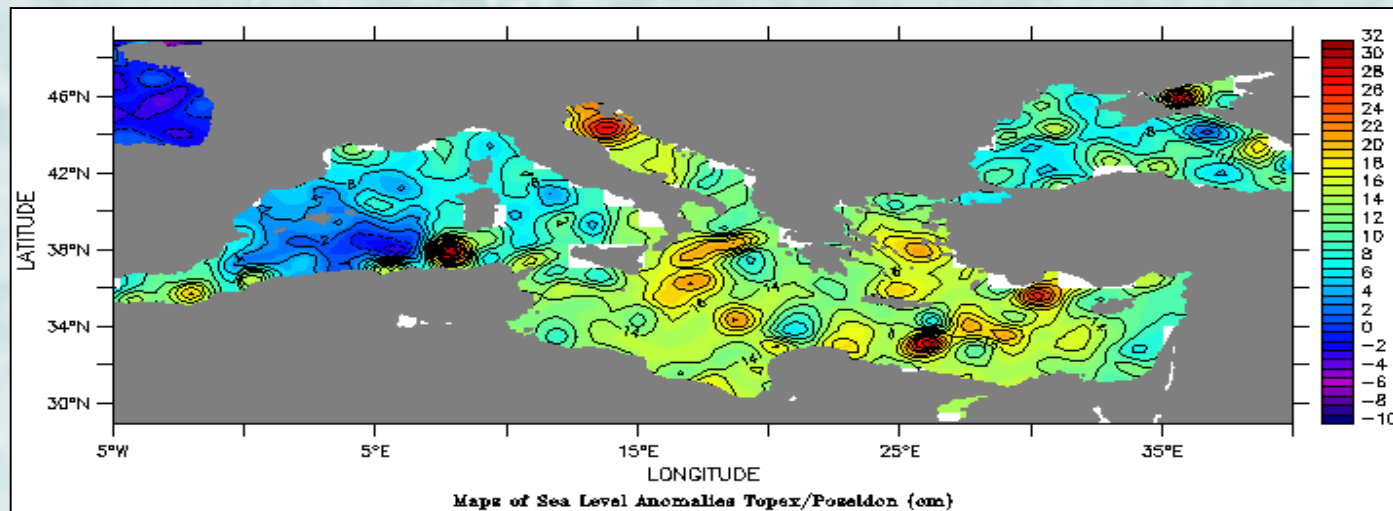 32
30
28
26
24
22
20
18
16
14
12
10
8
6
4
2
0
−2
−4
−6
−8
−10
46°N
42°N
38°N
34°N
30°N
LATITUDE
5°W 5°E 15°E 25°E 35°E
LONGITUDE
Maps of Sea Level Anomalies Topex/Poseidon (cm)